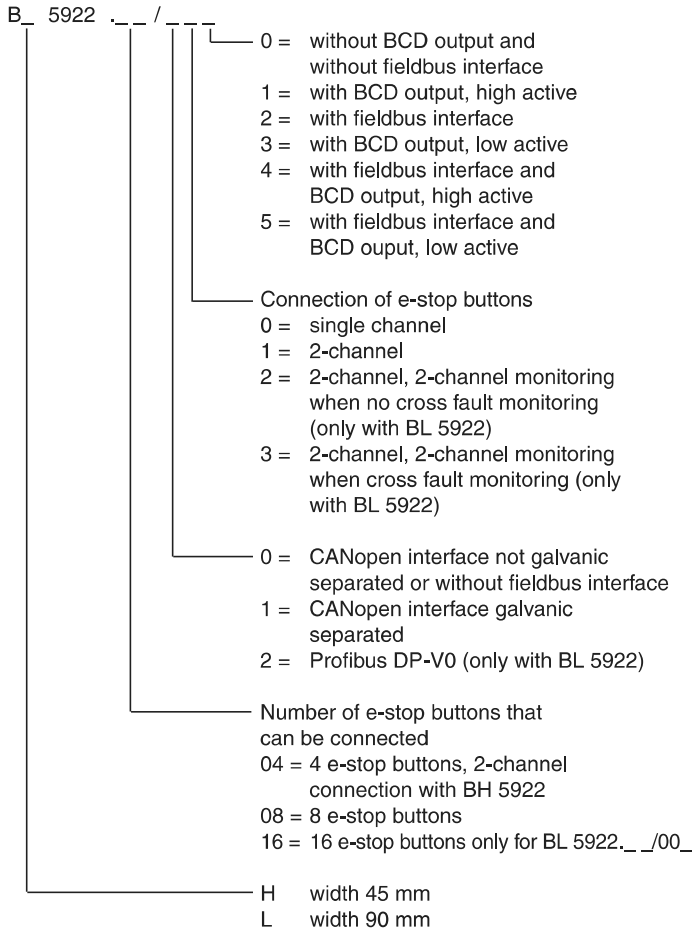 B_ 5922 ._ _ / _ _ _
0 = without BCD output and
without fieldbus interface
1 = with BCD output, high active
2 = with fieldbus interface
3 = with BCD output, low active
4 = with fieldbus interface and
BCD output, high active
5 = with fieldbus interface and
BCD ouput, low active
Connection of e-stop buttons
0 = single channel
1 = 2-channel
2 = 2-channel, 2-channel monitoring
when no cross fault monitoring
(only with BL 5922)
3 = 2-channel, 2-channel monitoring
when cross fault monitoring (only
with BL 5922)
0 = CANopen interface not galvanic
separated or without fieldbus interface
1 = CANopen interface galvanic
separated
2 = Profibus DP-V0 (only with BL 5922)
Number of e-stop buttons that
can be connected
04 = 4 e-stop buttons, 2-channel
connection with BH 5922
08 = 8 e-stop buttons
16 = 16 e-stop buttons only for BL 5922._ _/00_
H width 45 mm
L width 90 mm